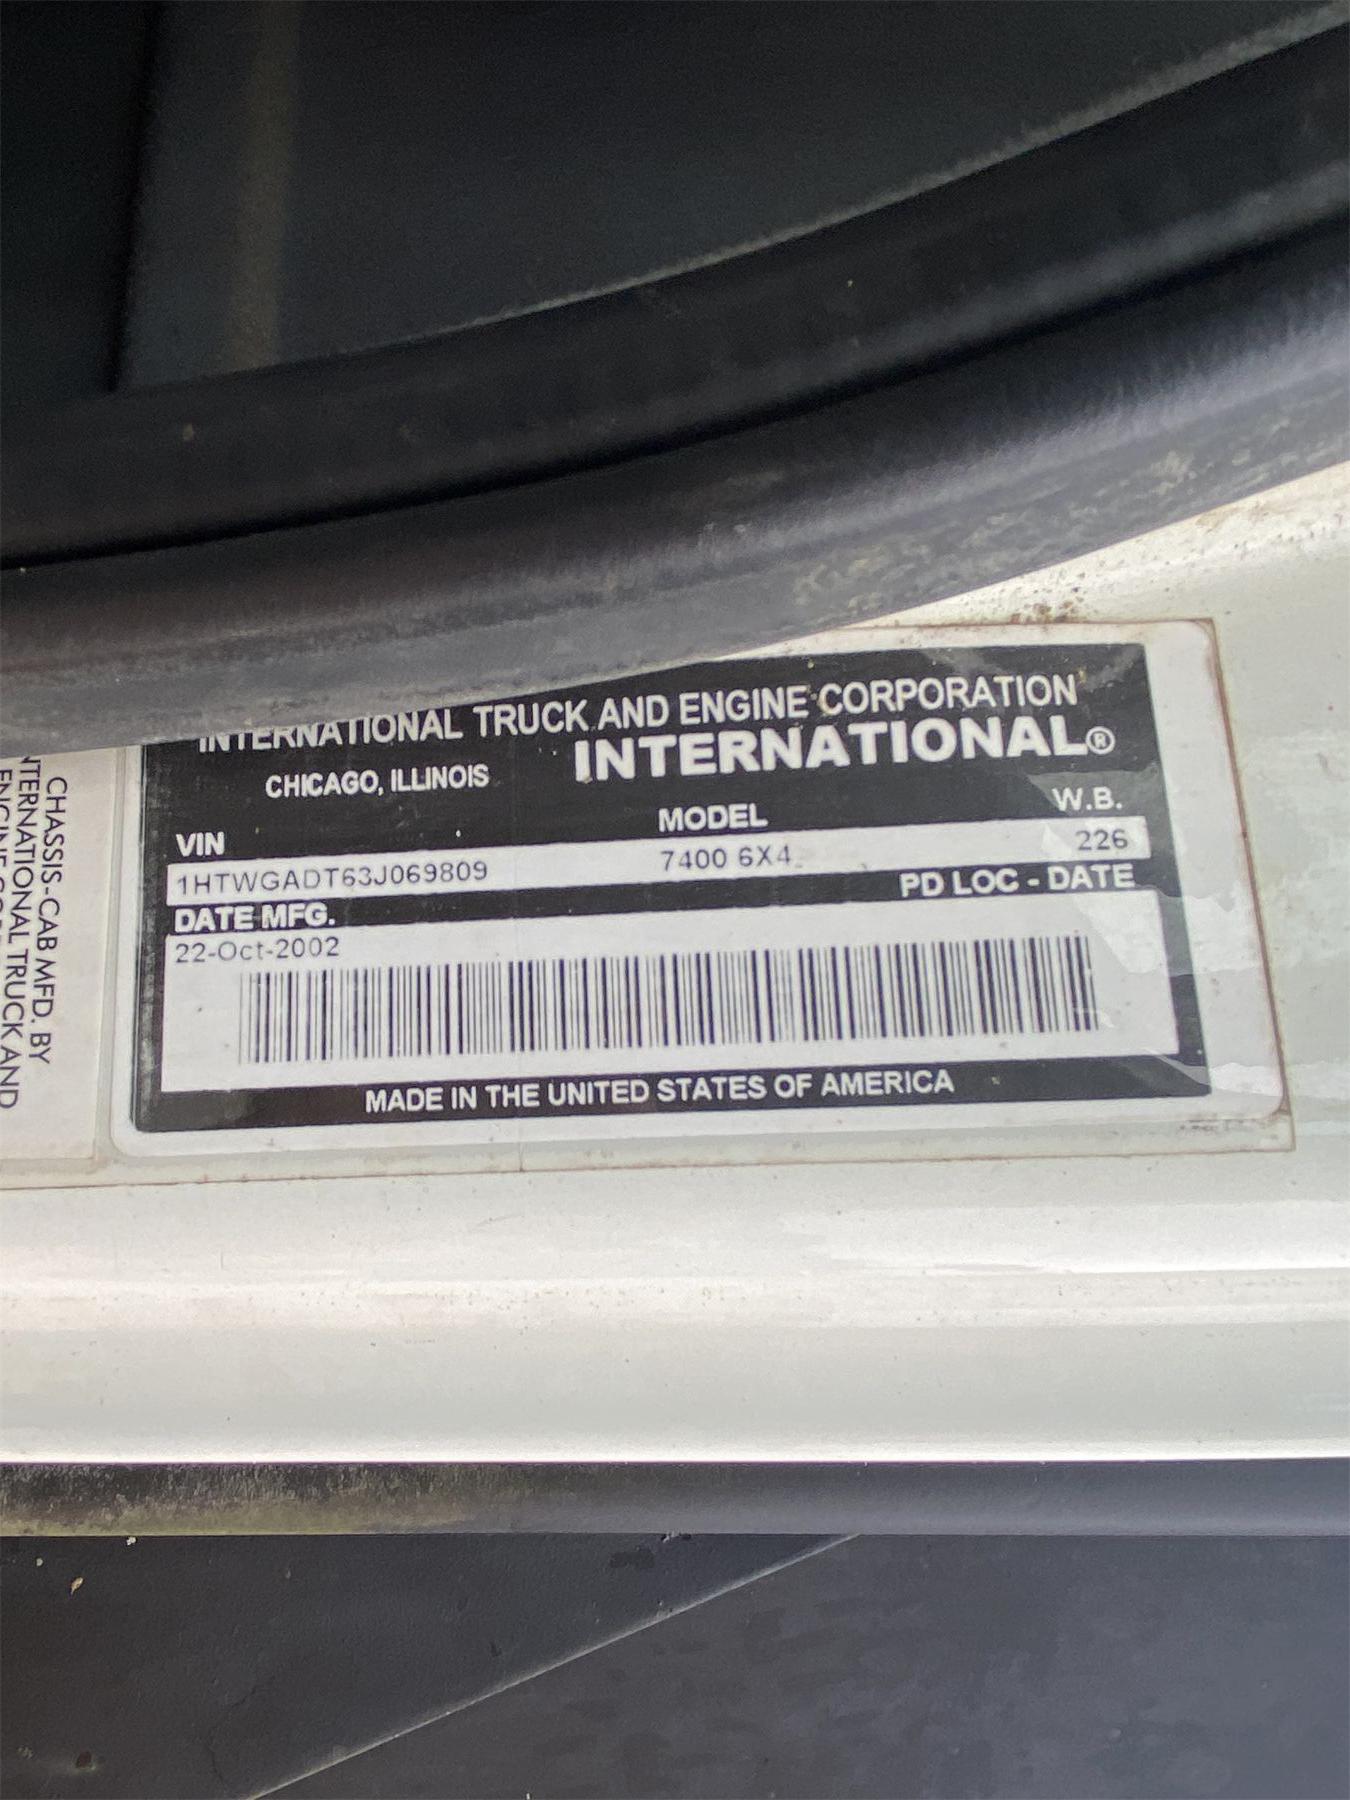 INTERNATIONAL TRUCK AND ENGINE CORPORATION
CHICAGO, ILLINOIS INTERNATIONAL®
VIN MODEL W.B.
1HTWGADT63J069809 7400 6X4 226
DATE MFG. PD LOC - DATE
22-Oct-2002
MADE IN THE UNITED STATES OF AMERICA
CHASSIS-CAB MFD. BY
NTERNATIONAL TRUCK AND